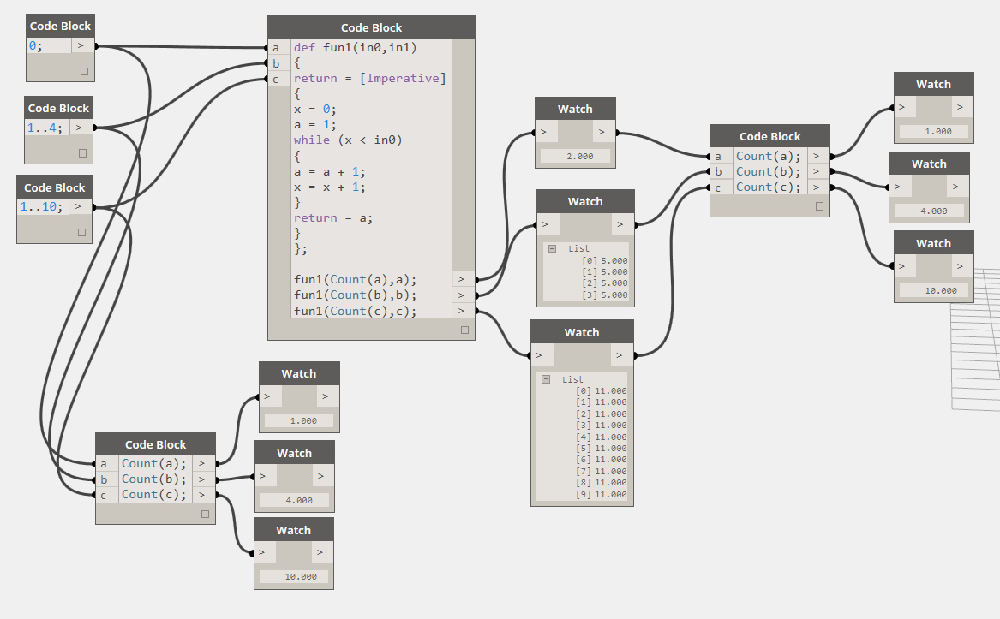 Code Block
0; >
Code Block
1..4; >
Code Block
1..10; >
Code Block
a
b
c
def fun1(in0,in1)
{
return = [Imperative]
{
x = 0;
a = 1;
while (x < in0)
{
a = a + 1;
x = x + 1;
}
return = a;
}
};
fun1(Count(a),a); >
fun1(Count(b),b); >
fun1(Count(c),c); >
Watch
> >
2.000
Watch
> >
List
[0] 5.000
[1] 5.000
[2] 5.000
[3] 5.000
Watch
> >
List
[0] 11.000
[1] 11.000
[2] 11.000
[3] 11.000
[4] 11.000
[5] 11.000
[6] 11.000
[7] 11.000
[8] 11.000
[9] 11.000
Code Block
a Count(a); >
b Count(b); >
c Count(c); >
Watch
> >
1.000
Watch
> >
4.000
Watch
> >
10.000
Code Block
a Count(a); >
b Count(b); >
c Count(c); >
Watch
> >
1.000
Watch
> >
4.000
Watch
> >
10.000